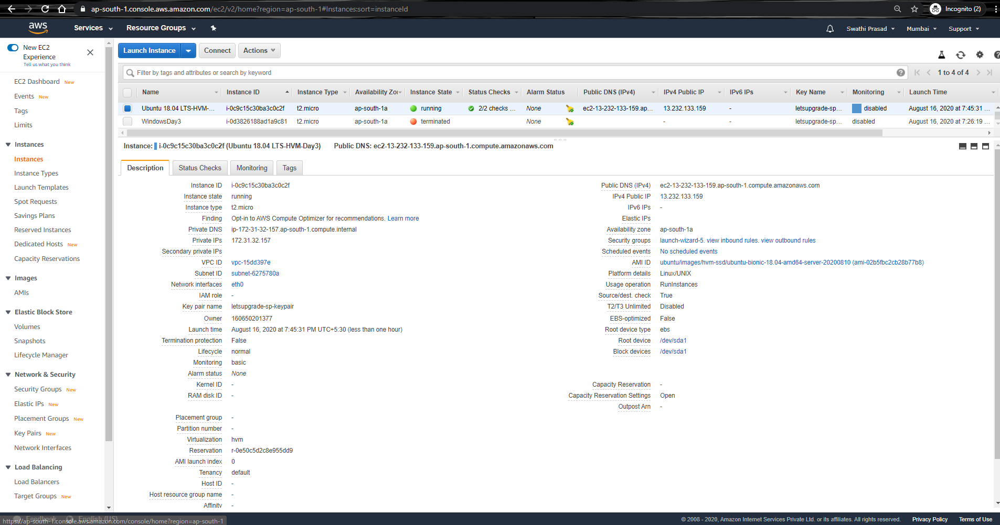 ap-south-1.console.aws.amazon.com/ec2/v2/home?region=ap-south-1#Instances:sort=instanceId
Incognito (2)
aws
Services
Resource Groups
Swathi Prasad
Mumbai
Support
New EC2
Experience
Tell us what you think
EC2 Dashboard New
Events New
Tags
Limits
Instances
Instances
Instance Types
Launch Templates
Spot Requests
Savings Plans
Reserved Instances
Dedicated Hosts New
Capacity Reservations
Images
AMIs
Elastic Block Store
Volumes
Snapshots
Lifecycle Manager
Network & Security
Security Groups New
Elastic IPs New
Placement Groups New
Key Pairs New
Network Interfaces
Load Balancing
Load Balancers
Target Groups New
Launch Instance
Connect
Actions
Filter by tags and attributes or search by keyword
1 to 4 of 4
Name Instance ID Instance Type Availability Zo Instance State Status Checks Alarm Status Public DNS (IPv4) IPv4 Public IP IPv6 IPs Key Name Monitoring Launch Time
Ubuntu 18.04 LTS-HVM-... i-0c9c15c30ba3c0c2f t2.micro ap-south-1a running 2/2 checks ... None ec2-13-232-133-159.ap... 13.232.133.159 - letsupgrade-sp... disabled August 16, 2020 at 7:45:31 ...
WindowsDay3 i-0d3826188ad1a9c81 t2.micro ap-south-1a terminated None - - letsupgrade-sp... disabled August 16, 2020 at 7:26:19 ...
Instance: i-0c9c15c30ba3c0c2f (Ubuntu 18.04 LTS-HVM-Day3) Public DNS: ec2-13-232-133-159.ap-south-1.compute.amazonaws.com
Description
Status Checks
Monitoring
Tags
Instance ID i-0c9c15c30ba3c0c2f
Instance state running
Instance type t2.micro
Finding Opt-in to AWS Compute Optimizer for recommendations. Learn more
Private DNS ip-172-31-32-157.ap-south-1.compute.internal
Private IPs 172.31.32.157
Secondary private IPs
VPC ID vpc-15dd397e
Subnet ID subnet-6275780a
Network interfaces eth0
IAM role -
Key pair name letsupgrade-sp-keypair
Owner 160650201377
Launch time August 16, 2020 at 7:45:31 PM UTC+5:30 (less than one hour)
Termination protection False
Lifecycle normal
Monitoring basic
Alarm status None
Kernel ID -
RAM disk ID -
Placement group -
Partition number -
Virtualization hvm
Reservation r-0e50c5d2c8e955dd9
AMI launch index 0
Tenancy default
Host ID -
Host resource group name -
Affinity -
Public DNS (IPv4) ec2-13-232-133-159.ap-south-1.compute.amazonaws.com
IPv4 Public IP 13.232.133.159
IPv6 IPs -
Elastic IPs
Availability zone ap-south-1a
Security groups launch-wizard-5. view inbound rules. view outbound rules
Scheduled events No scheduled events
AMI ID ubuntu/images/hvm-ssd/ubuntu-bionic-18.04-amd64-server-20200810 (ami-02b5fbc2cb28b77b8)
Platform details Linux/UNIX
Usage operation RunInstances
Source/dest. check True
T2/T3 Unlimited Disabled
EBS-optimized False
Root device type ebs
Root device /dev/sda1
Block devices /dev/sda1
Capacity Reservation -
Capacity Reservation Settings Open
Outpost Arn -
Feedback English (US)
https://ap-south-1.console.aws.amazon.com/console/home?region=ap-south-1
© 2008 - 2020, Amazon Internet Services Private Ltd. or its affiliates. All rights reserved. Privacy Policy Terms of Use